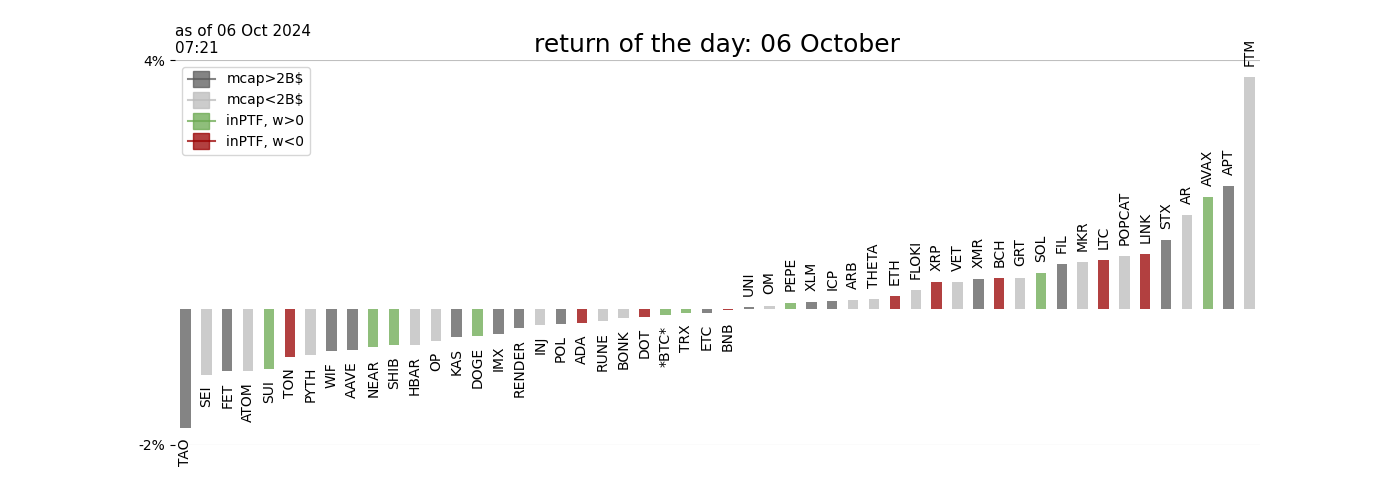 as of 06 Oct 2024
07:21
return of the day: 06 October
4%
mcap>2B$
mcap<2B$
inPTF, w>0
inPTF, w<0
-2%
TAO
SEI
FET
ATOM
SUI
TON
PYTH
WIF
AAVE
NEAR
SHIB
HBAR
OP
KAS
DOGE
IMX
RENDER
INJ
POL
ADA
RUNE
BONK
DOT
*BTC*
TRX
ETC
BNB
UNI
OM
PEPE
XLM
ICP
ARB
THETA
ETH
FLOKI
XRP
VET
XMR
BCH
GRT
SOL
FIL
MKR
LTC
POPCAT
LINK
STX
AR
AVAX
APT
FTM